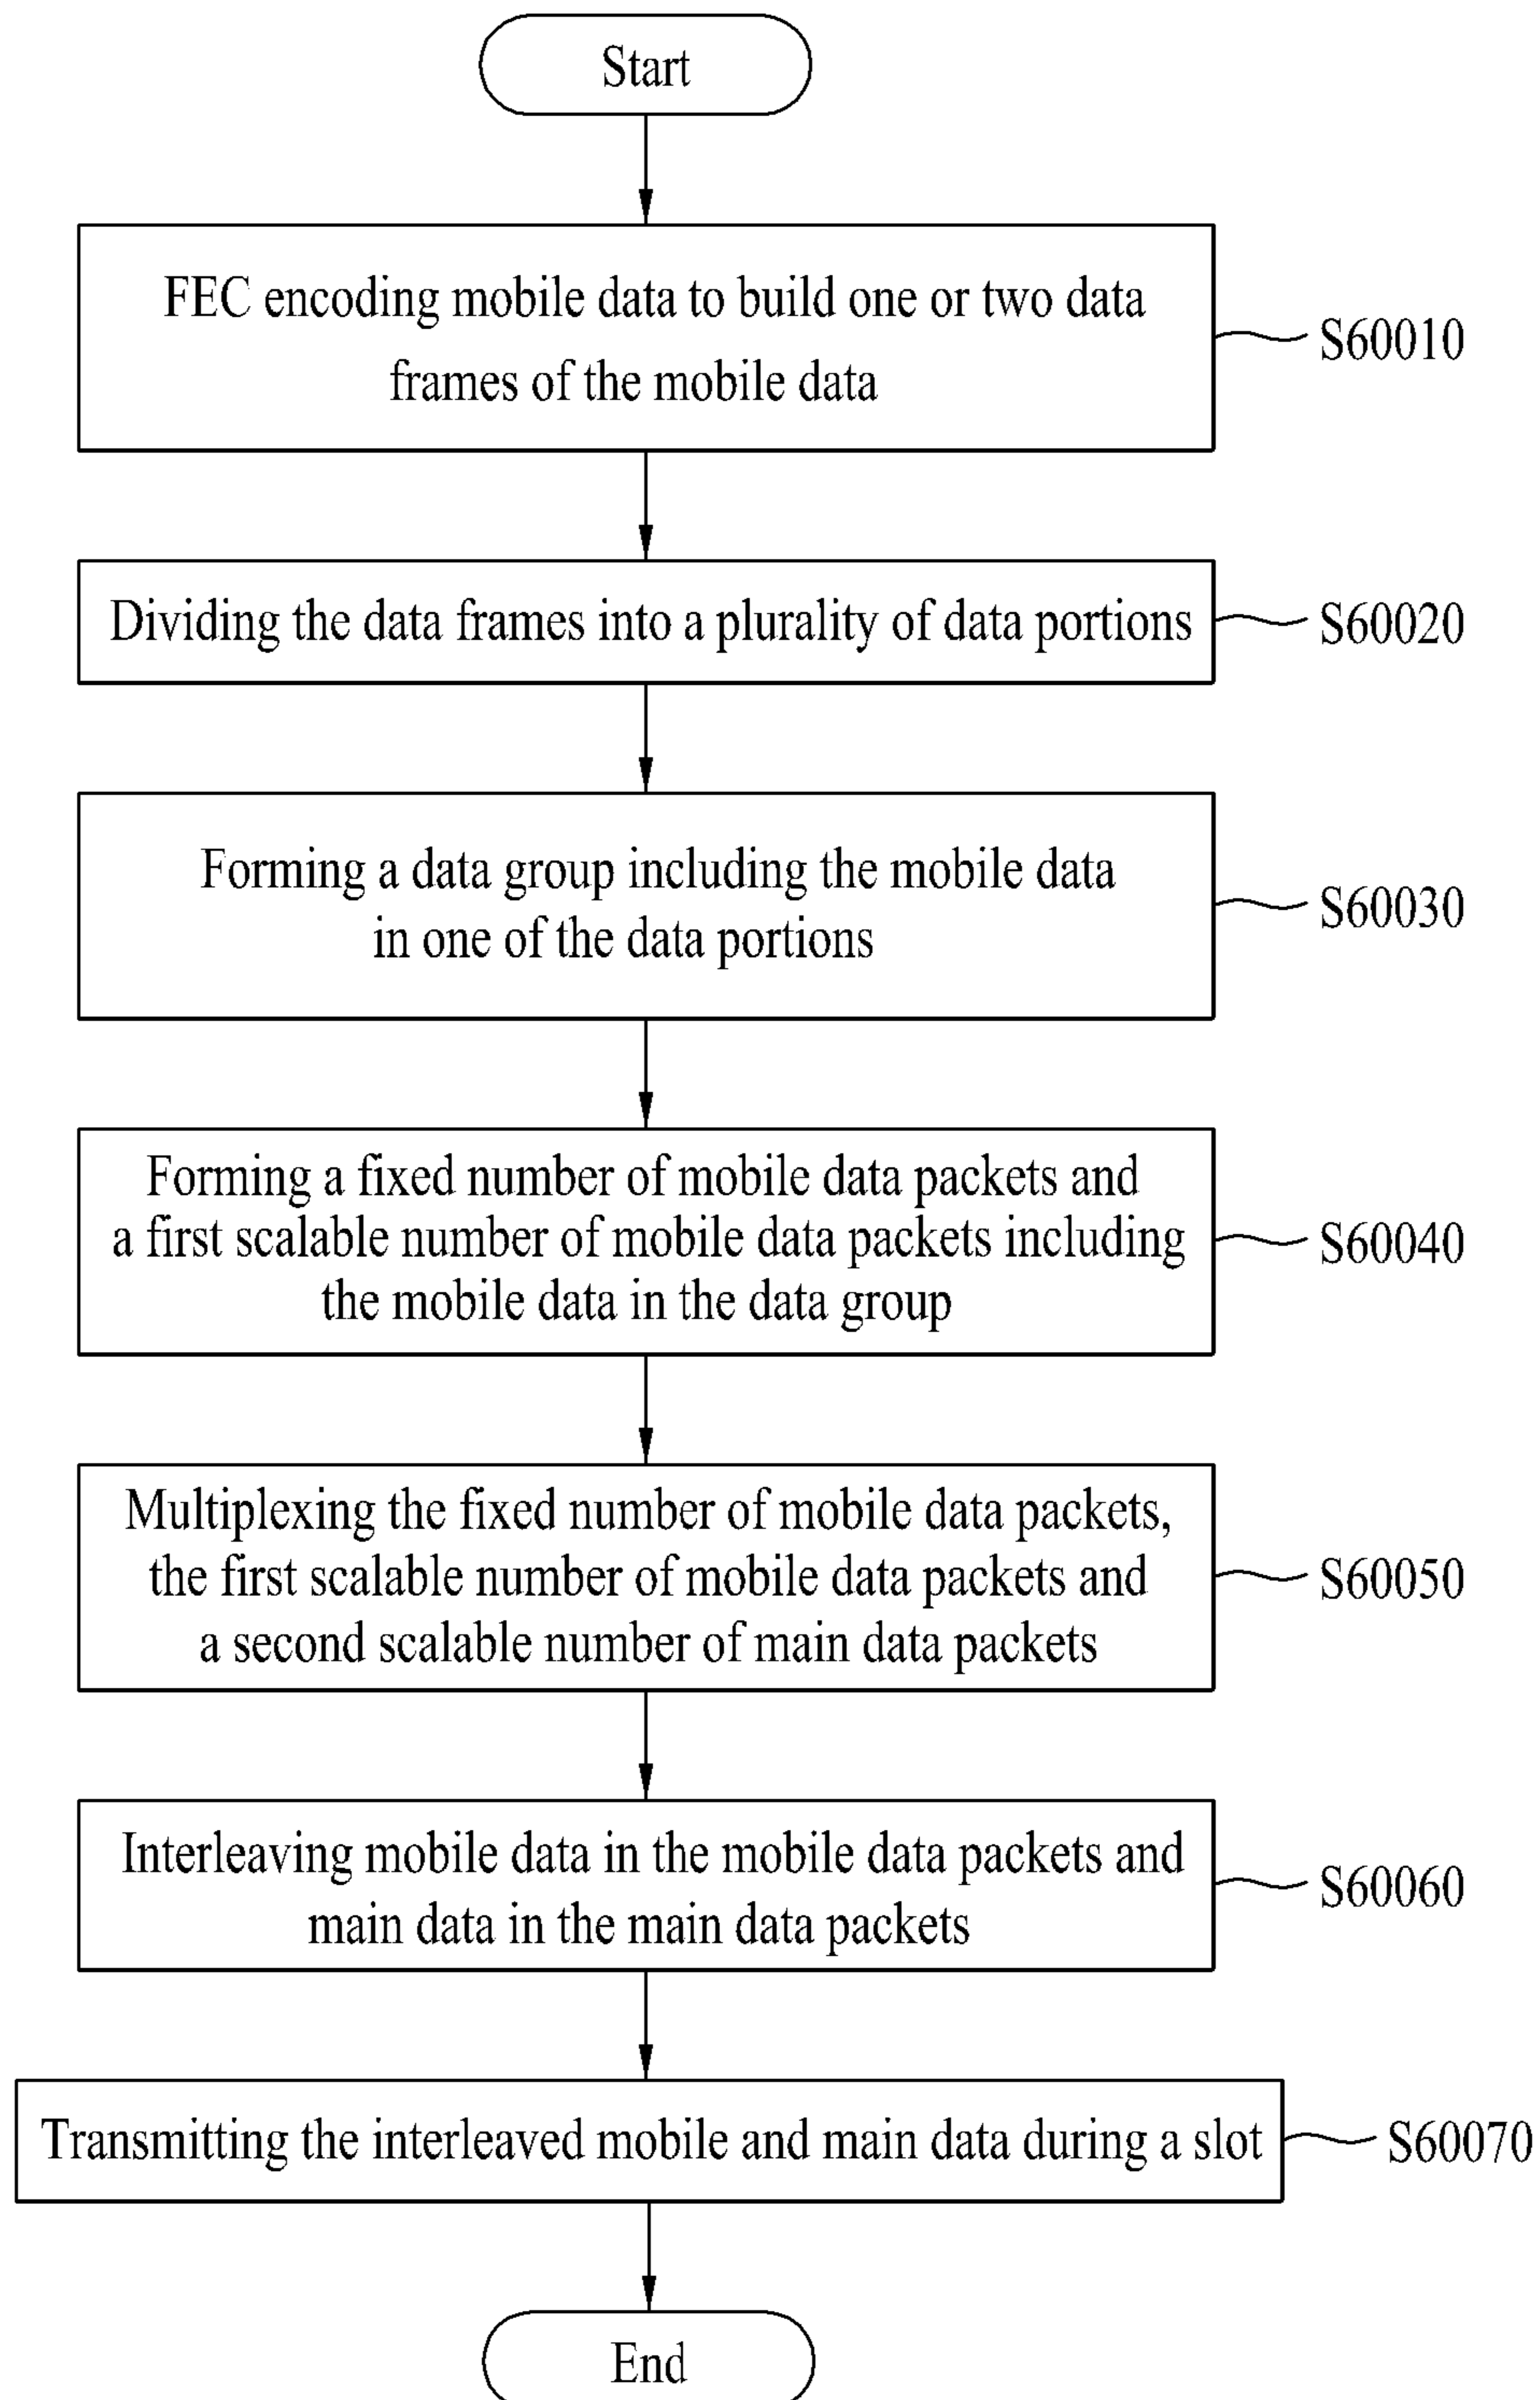 Start
FEC encoding mobile data to build one or two data
frames of the mobile data
S60010
Dividing the data frames into a plurality of data portions
S60020
Forming a data group including the mobile data
in one of the data portions
S60030
Forming a fixed number of mobile data packets and
a first scalable number of mobile data packets including
the mobile data in the data group
S60040
Multiplexing the fixed number of mobile data packets,
the first scalable number of mobile data packets and
a second scalable number of main data packets
S60050
Interleaving mobile data in the mobile data packets and
main data in the main data packets
S60060
Transmitting the interleaved mobile and main data during a slot
S60070
End